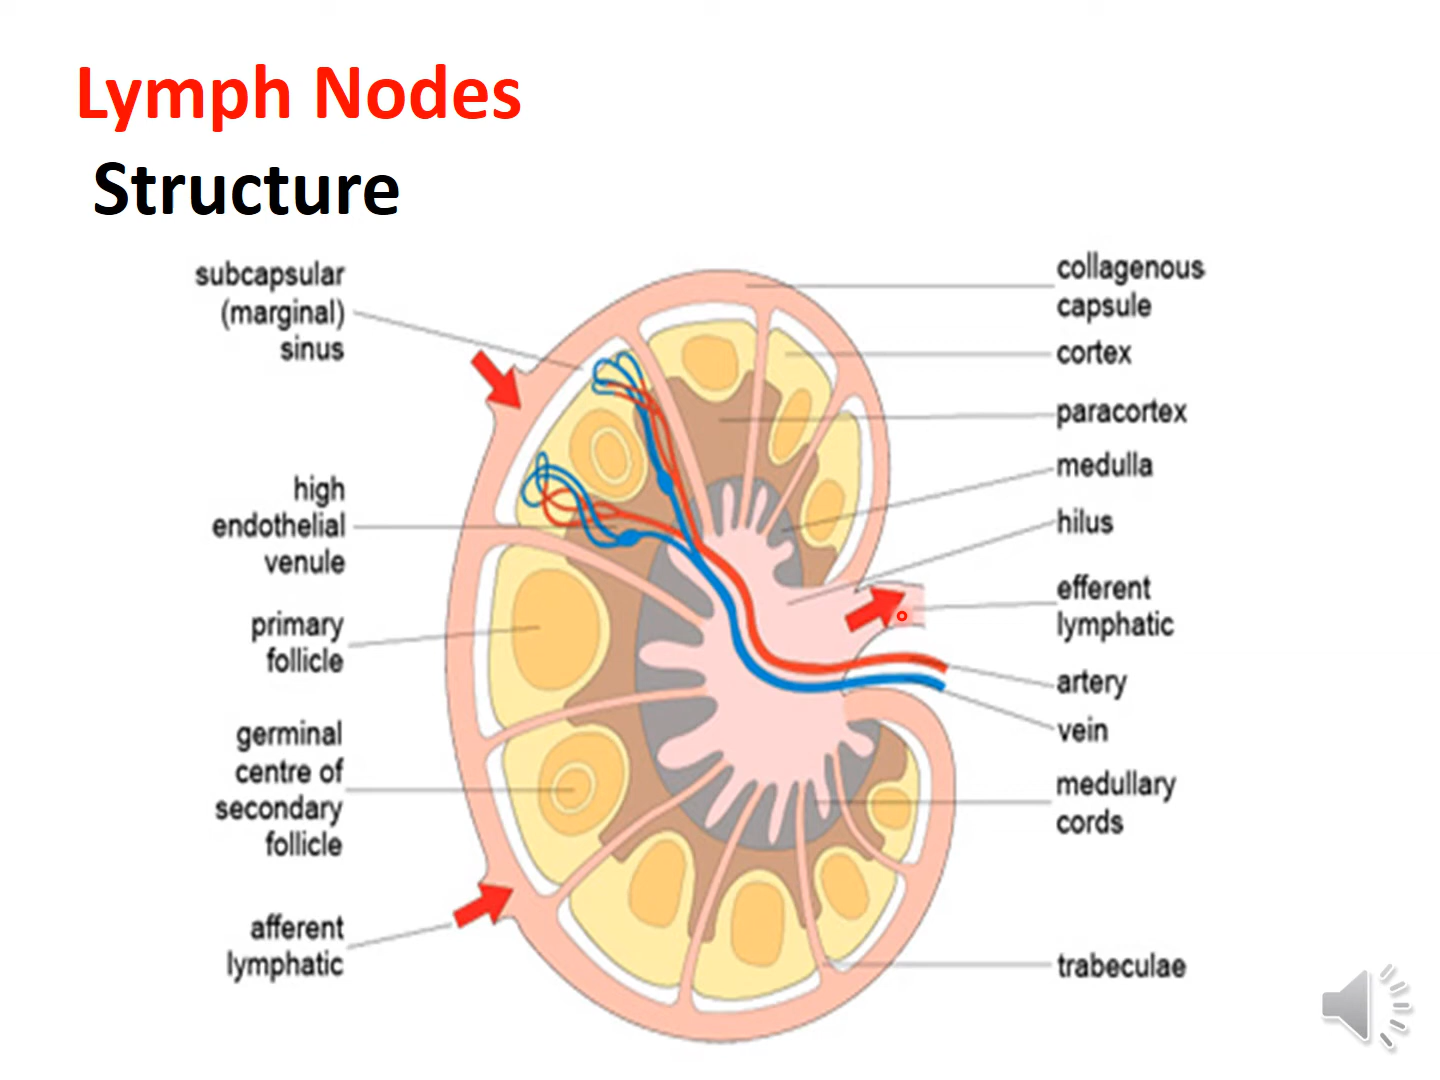 Lymph Nodes
Structure
subcapsular
(marginal)
sinus
high
endothelial
venule
primary
follicle
germinal
centre of
secondary
follicle
afferent
lymphatic
collagenous
capsule
cortex
paracortex
medulla
hilus
efferent
lymphatic
artery
vein
medullary
cords
trabeculae